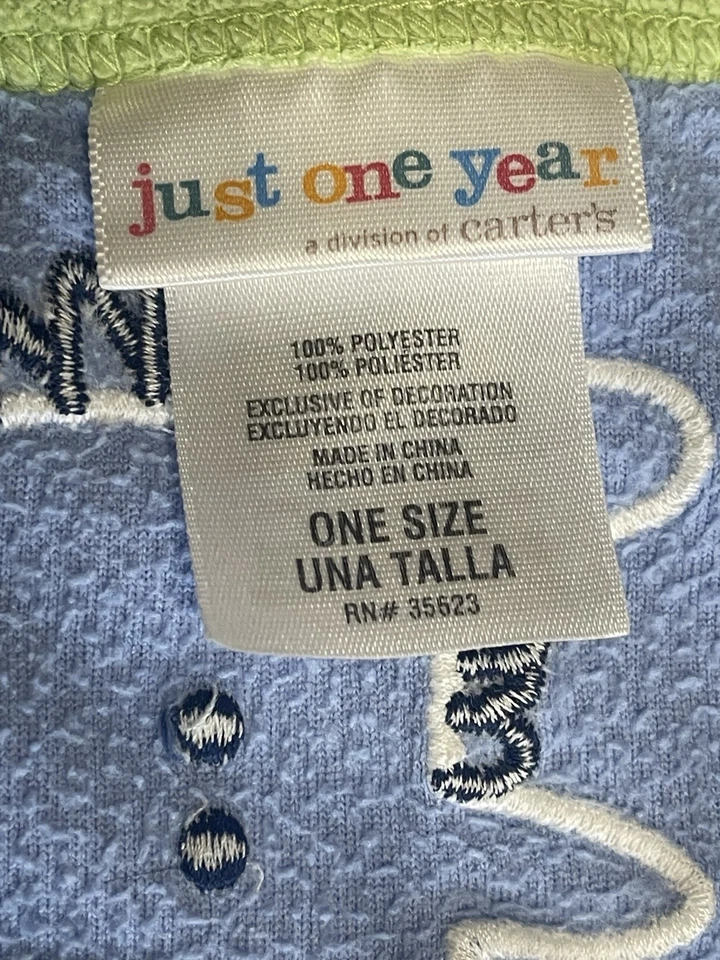 just one year
a division of carter's
100% POLYESTER
100% POLIESTER
EXCLUSIVE OF DECORATION
EXCLUYENDO EL DECORADO
MADE IN CHINA
HECHO EN CHINA
ONE SIZE
UNA TALLA
RN# 35623